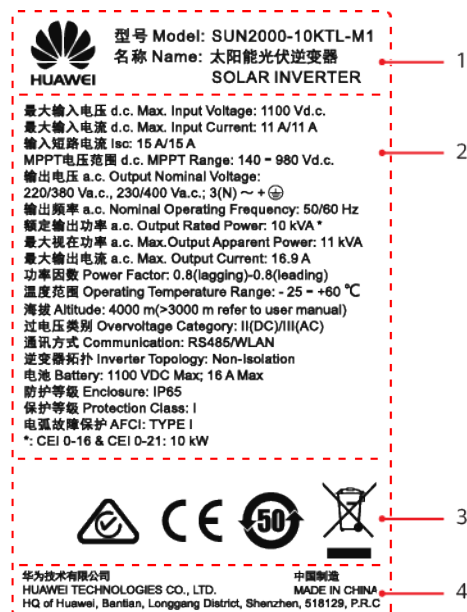 型号 Model: SUN2000-10KTL-M1
名称 Name: 太阳能光伏逆变器
SOLAR INVERTER
HUAWEI
1
最大输入电压 d.c. Max. Input Voltage: 1100 Vd.c.
最大输入电流 d.c. Max. Input Current: 11 A/11 A
输入短路电流 Isc: 15 A/15 A
MPPT电压范围 d.c. MPPT Range: 140 - 980 Vd.c.
2
输出电压 a.c. Output Nominal Voltage:
220/380 Va.c., 230/400 Va.c.; 3(N) ~ + ⏚
输出频率 a.c. Nominal Operating Frequency: 50/60 Hz
额定输出功率 a.c. Output Rated Power: 10 kVA *
最大视在功率 a.c. Max.Output Apparent Power: 11 kVA
最大输出电流 a.c. Max. Output Current: 16.9 A
功率因数 Power Factor: 0.8(lagging)-0.8(leading)
温度范围 Operating Temperature Range: - 25 - +60 ℃
海拔 Altitude: 4000 m(>3000 m refer to user manual)
过电压类别 Overvoltage Category: II(DC)/III(AC)
通讯方式 Communication: RS485/WLAN
逆变器拓扑 Inverter Topology: Non-Isolation
电池 Battery: 1100 VDC Max; 16 A Max
防护等级 Enclosure: IP65
保护等级 Protection Class: I
电弧故障保护 AFCI: TYPE I
*: CEI 0-16 & CEI 0-21: 10 kW
CE 50
3
华为技术有限公司 中国制造
HUAWEI TECHNOLOGIES CO., LTD. MADE IN CHINA
4
HQ of Huawei, Bantian, Longgang District, Shenzhen, 518129, P.R.C